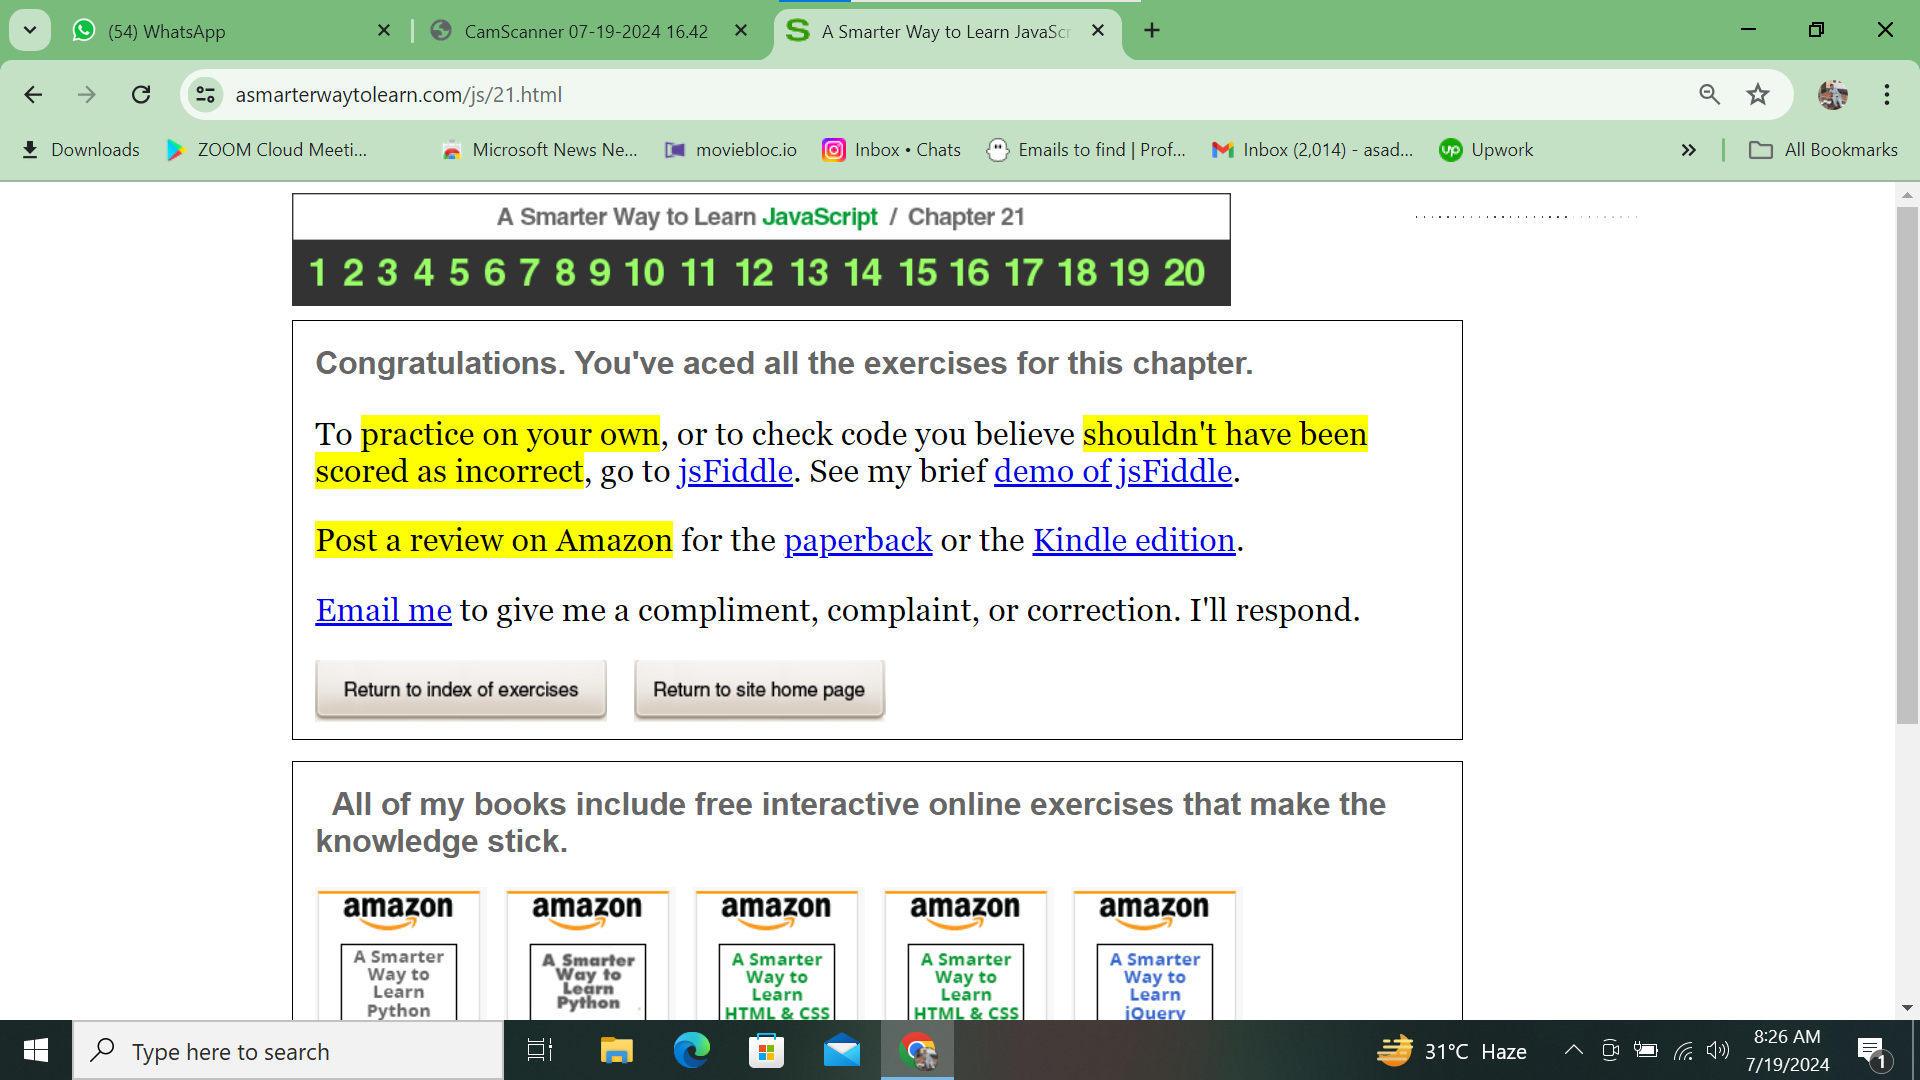 (54) WhatsApp
CamScanner 07-19-2024 16.42
A Smarter Way to Learn JavaScr
asmarterwaytolearn.com/js/21.html
Downloads
ZOOM Cloud Meeti...
Microsoft News Ne...
moviebloc.io
Inbox • Chats
Emails to find | Prof...
Inbox (2,014) - asad...
up Upwork
»
All Bookmarks
A Smarter Way to Learn JavaScript / Chapter 21
1 2 3 4 5 6 7 8 9 10 11 12 13 14 15 16 17 18 19 20
Congratulations. You've aced all the exercises for this chapter.
To practice on your own, or to check code you believe shouldn't have been
scored as incorrect, go to jsFiddle. See my brief demo of jsFiddle.
Post a review on Amazon for the paperback or the Kindle edition.
Email me to give me a compliment, complaint, or correction. I'll respond.
Return to index of exercises
Return to site home page
All of my books include free interactive online exercises that make the
knowledge stick.
amazon
A Smarter
Way to
Learn
Python
amazon
A Smarter
Way to
Learn
Python
amazon
A Smarter
Way to
Learn
HTML & CSS
amazon
A Smarter
Way to
Learn
HTML & CSS
amazon
A Smarter
Way to
Learn
jQuery
Type here to search
31°C Haze
8:26 AM
7/19/2024
1